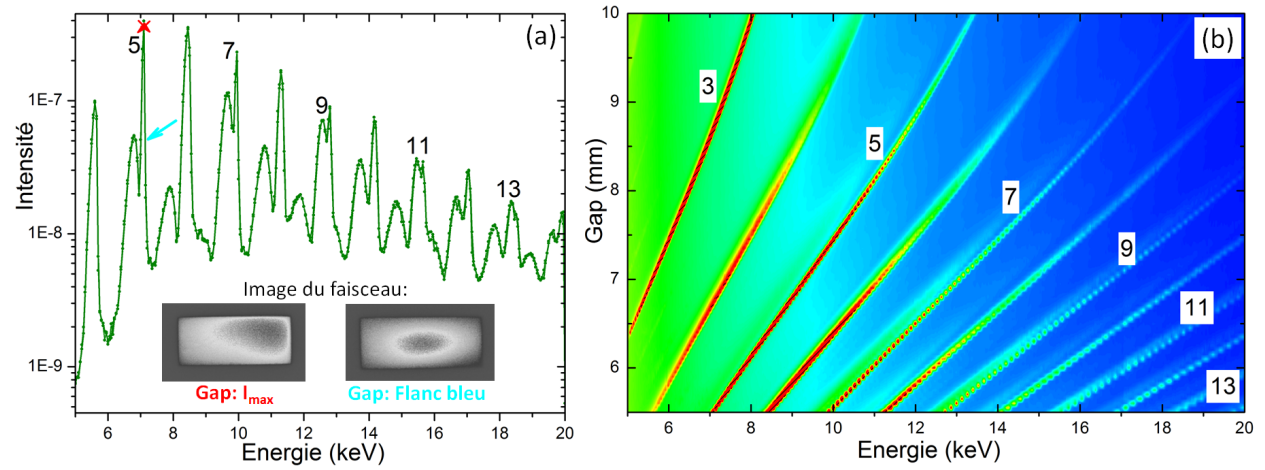 (a)
5
7
9
11
13
1E-7
1E-8
1E-9
Intensité
Image du faisceau:
Gap: Imax
Gap: Flanc bleu
6 8 10 12 14 16 18 20
Energie (keV)
(b)
3
5
7
9
11
13
10
9
8
7
6
Gap (mm)
6 8 10 12 14 16 18 20
Energie (keV)